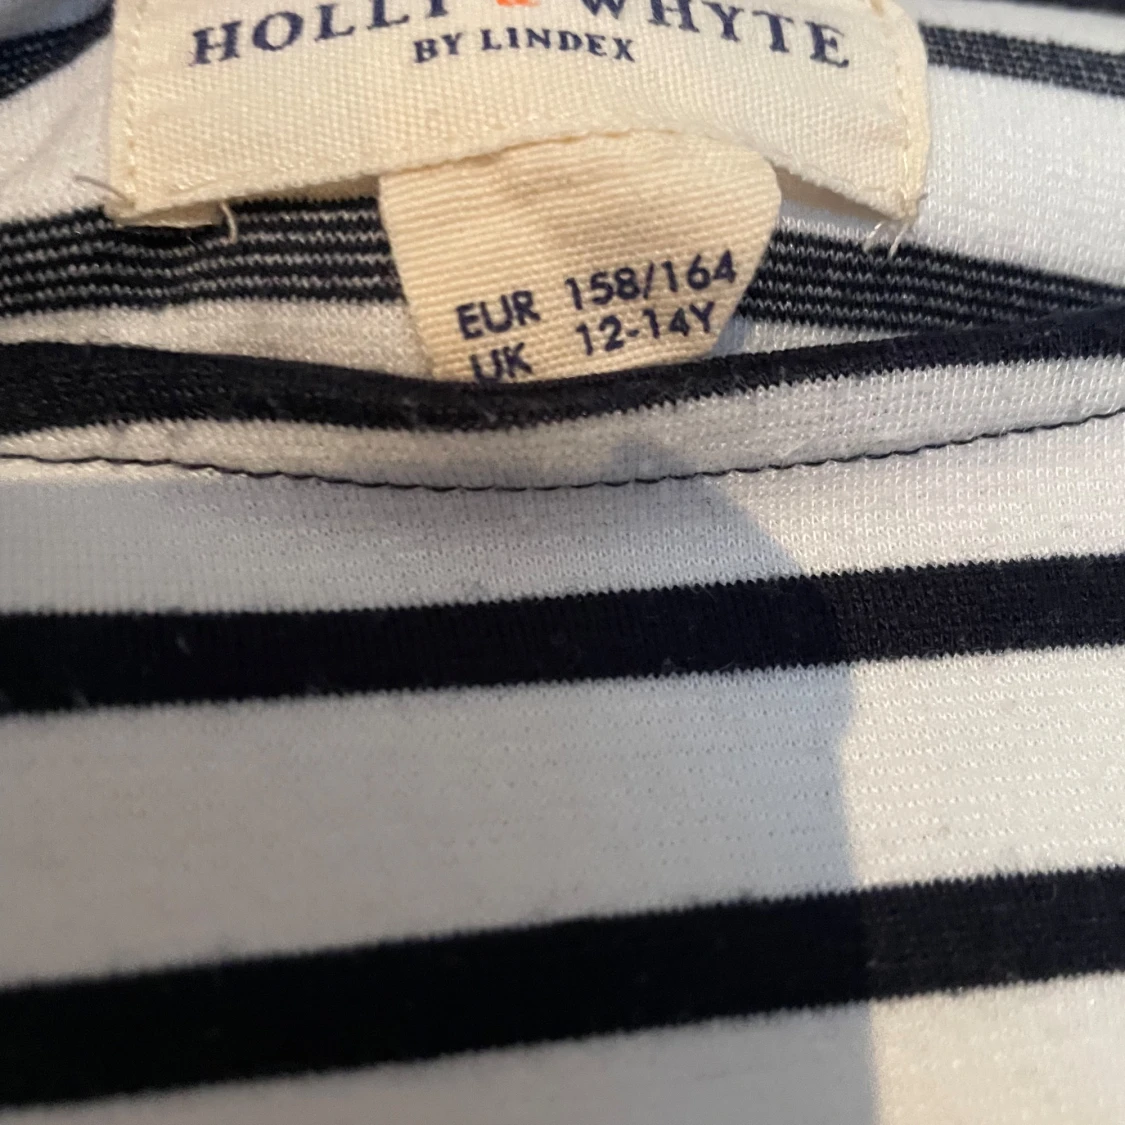 HOLLY & WHYTE
BY LINDEX
EUR 158/164
UK 12-14Y